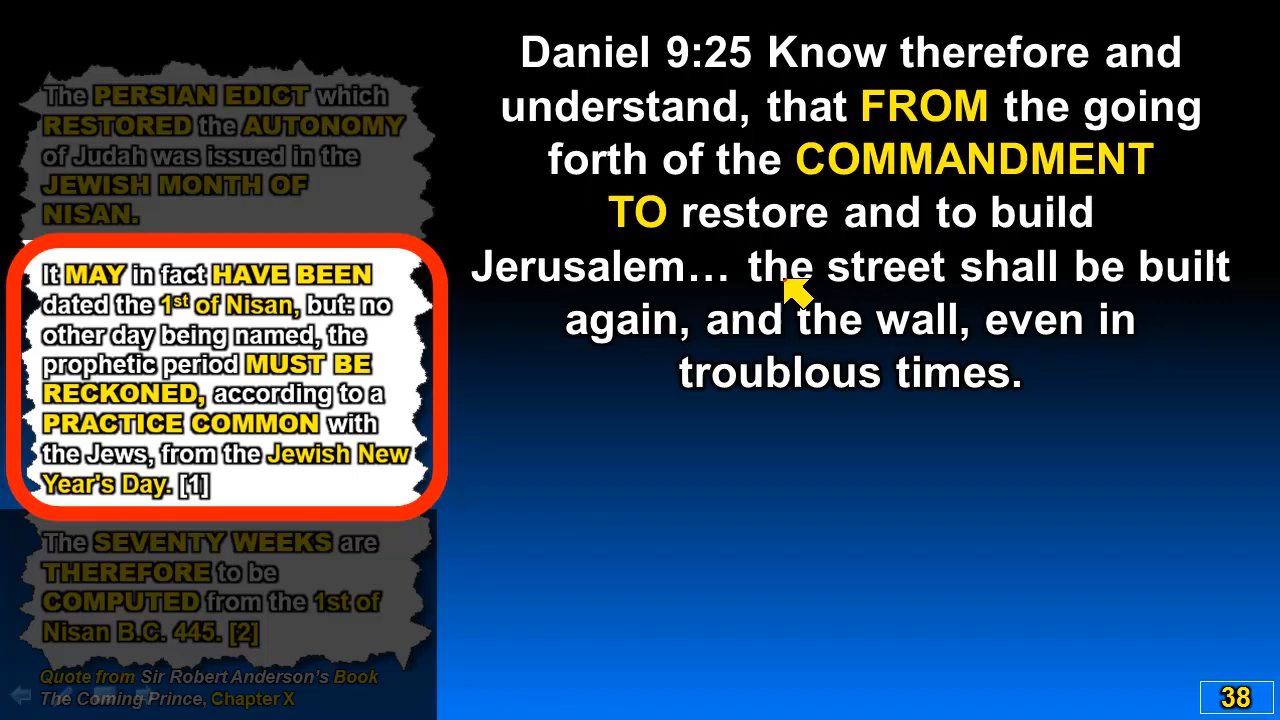 The PERSIAN EDICT which
RESTORED the AUTONOMY
of Judah was issued in the
JEWISH MONTH OF
NISAN.
It MAY in fact HAVE BEEN
dated the 1st of Nisan, but: no
other day being named, the
prophetic period MUST BE
RECKONED, according to a
PRACTICE COMMON with
the Jews, from the Jewish New
Year's Day. [1]
The SEVENTY WEEKS are
THEREFORE to be
COMPUTED from the 1st of
Nisan B.C. 445. [2]
Quote from Sir Robert Anderson's Book
The Coming Prince, Chapter X
Daniel 9:25 Know therefore and
understand, that FROM the going
forth of the COMMANDMENT
TO restore and to build
Jerusalem… the street shall be built
again, and the wall, even in
troublous times.
38